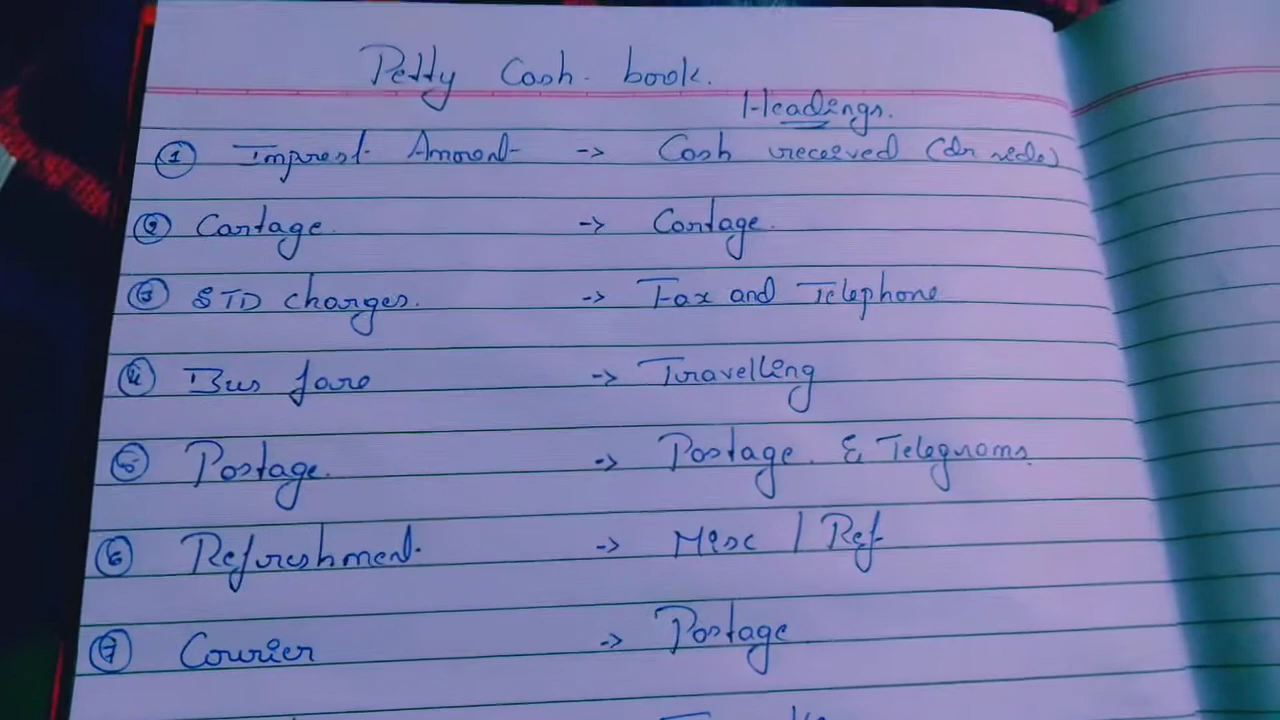 Petty Cash book.
Headings.
① Imprest Amount -> Cash received (dr side)
② Cartage. -> Cartage.
③ STD charges. -> Fax and Telephone
④ Bus fare -> Travelling
⑤ Postage. -> Postage. & Telegrams.
⑥ Refreshment. -> Misc / Ref
⑦ Courier -> Postage